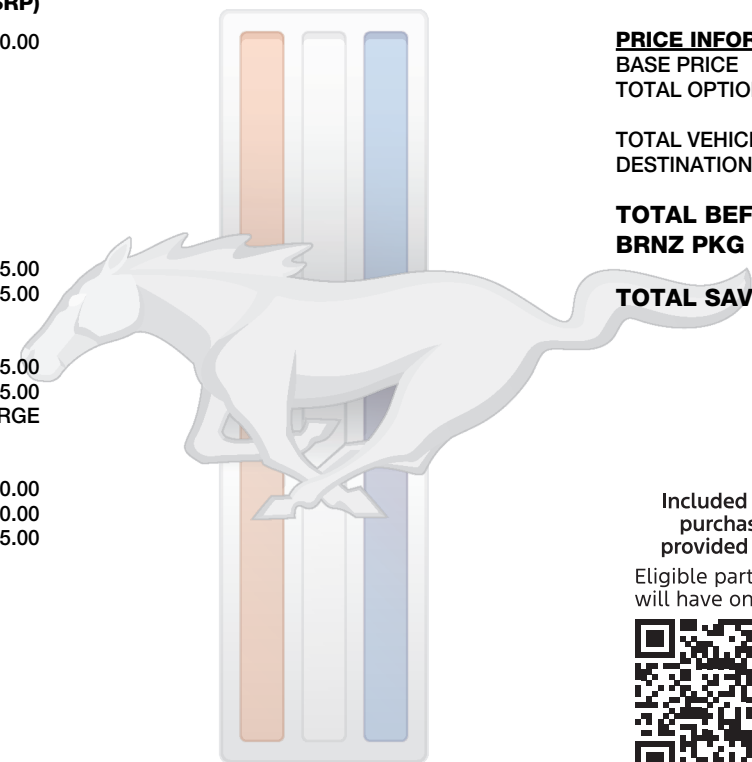 SRP)
0.00
5.00
5.00
5.00
5.00
RGE
0.00
0.00
5.00
PRICE INFOR
BASE PRICE
TOTAL OPTIO
TOTAL VEHICL
DESTINATION
TOTAL BEF
BRNZ PKG
TOTAL SAV
Included
purchas
provided
Eligible part
will have on